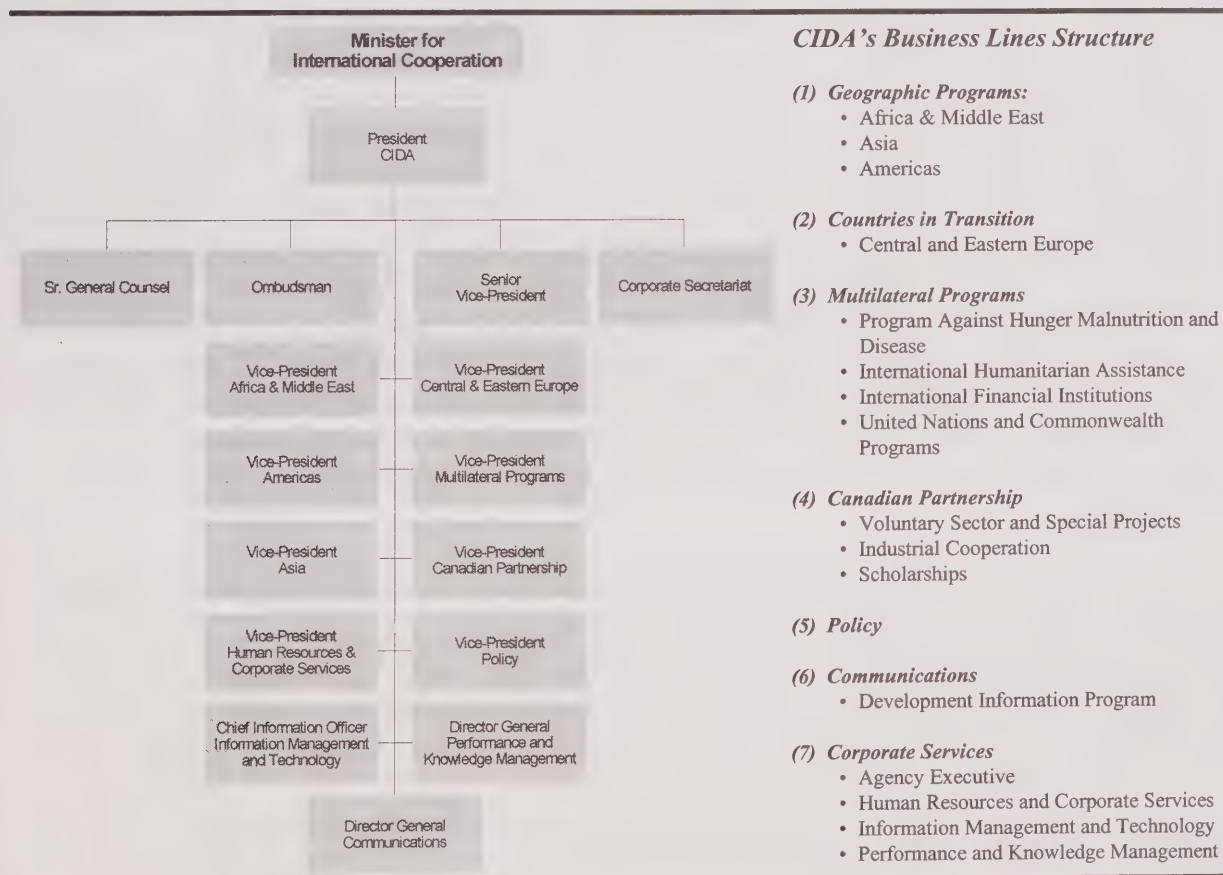 Minister for
International Cooperation
President
CIDA
Sr. General Counsel
Ombudsman
Senior
Vice-President
Corporate Secretariat
Vice-President
Africa & Middle East
Vice-President
Central & Eastern Europe
Vice-President
Americas
Vice-President
Multilateral Programs
Vice-President
Asia
Vice-President
Canadian Partnership
Vice-President
Human Resources &
Corporate Services
Vice-President
Policy
Chief Information Officer
Information Management
and Technology
Director General
Performance and
Knowledge Management
Director General
Communications
CIDA's Business Lines Structure
(1) Geographic Programs:
• Africa & Middle East
• Asia
• Americas
(2) Countries in Transition
• Central and Eastern Europe
(3) Multilateral Programs
• Program Against Hunger Malnutrition and
Disease
• International Humanitarian Assistance
• International Financial Institutions
• United Nations and Commonwealth
Programs
(4) Canadian Partnership
• Voluntary Sector and Special Projects
• Industrial Cooperation
• Scholarships
(5) Policy
(6) Communications
• Development Information Program
(7) Corporate Services
• Agency Executive
• Human Resources and Corporate Services
• Information Management and Technology
• Performance and Knowledge Management